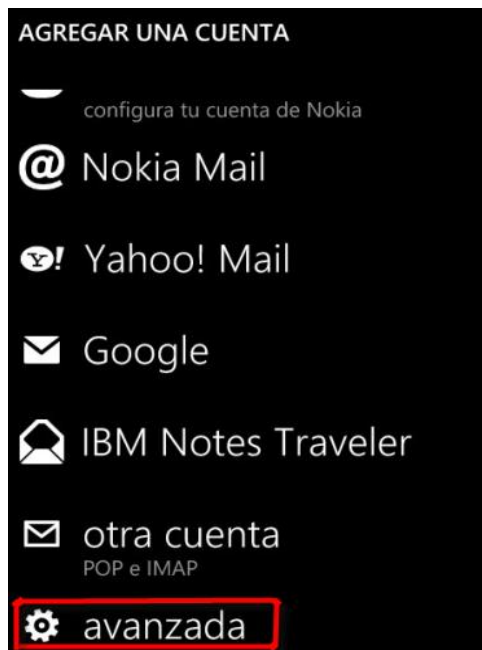 AGREGAR UNA CUENTA
configura tu cuenta de Nokia
@ Nokia Mail
Y! Yahoo! Mail
Google
IBM Notes Traveler
otra cuenta
POP e IMAP
avanzada